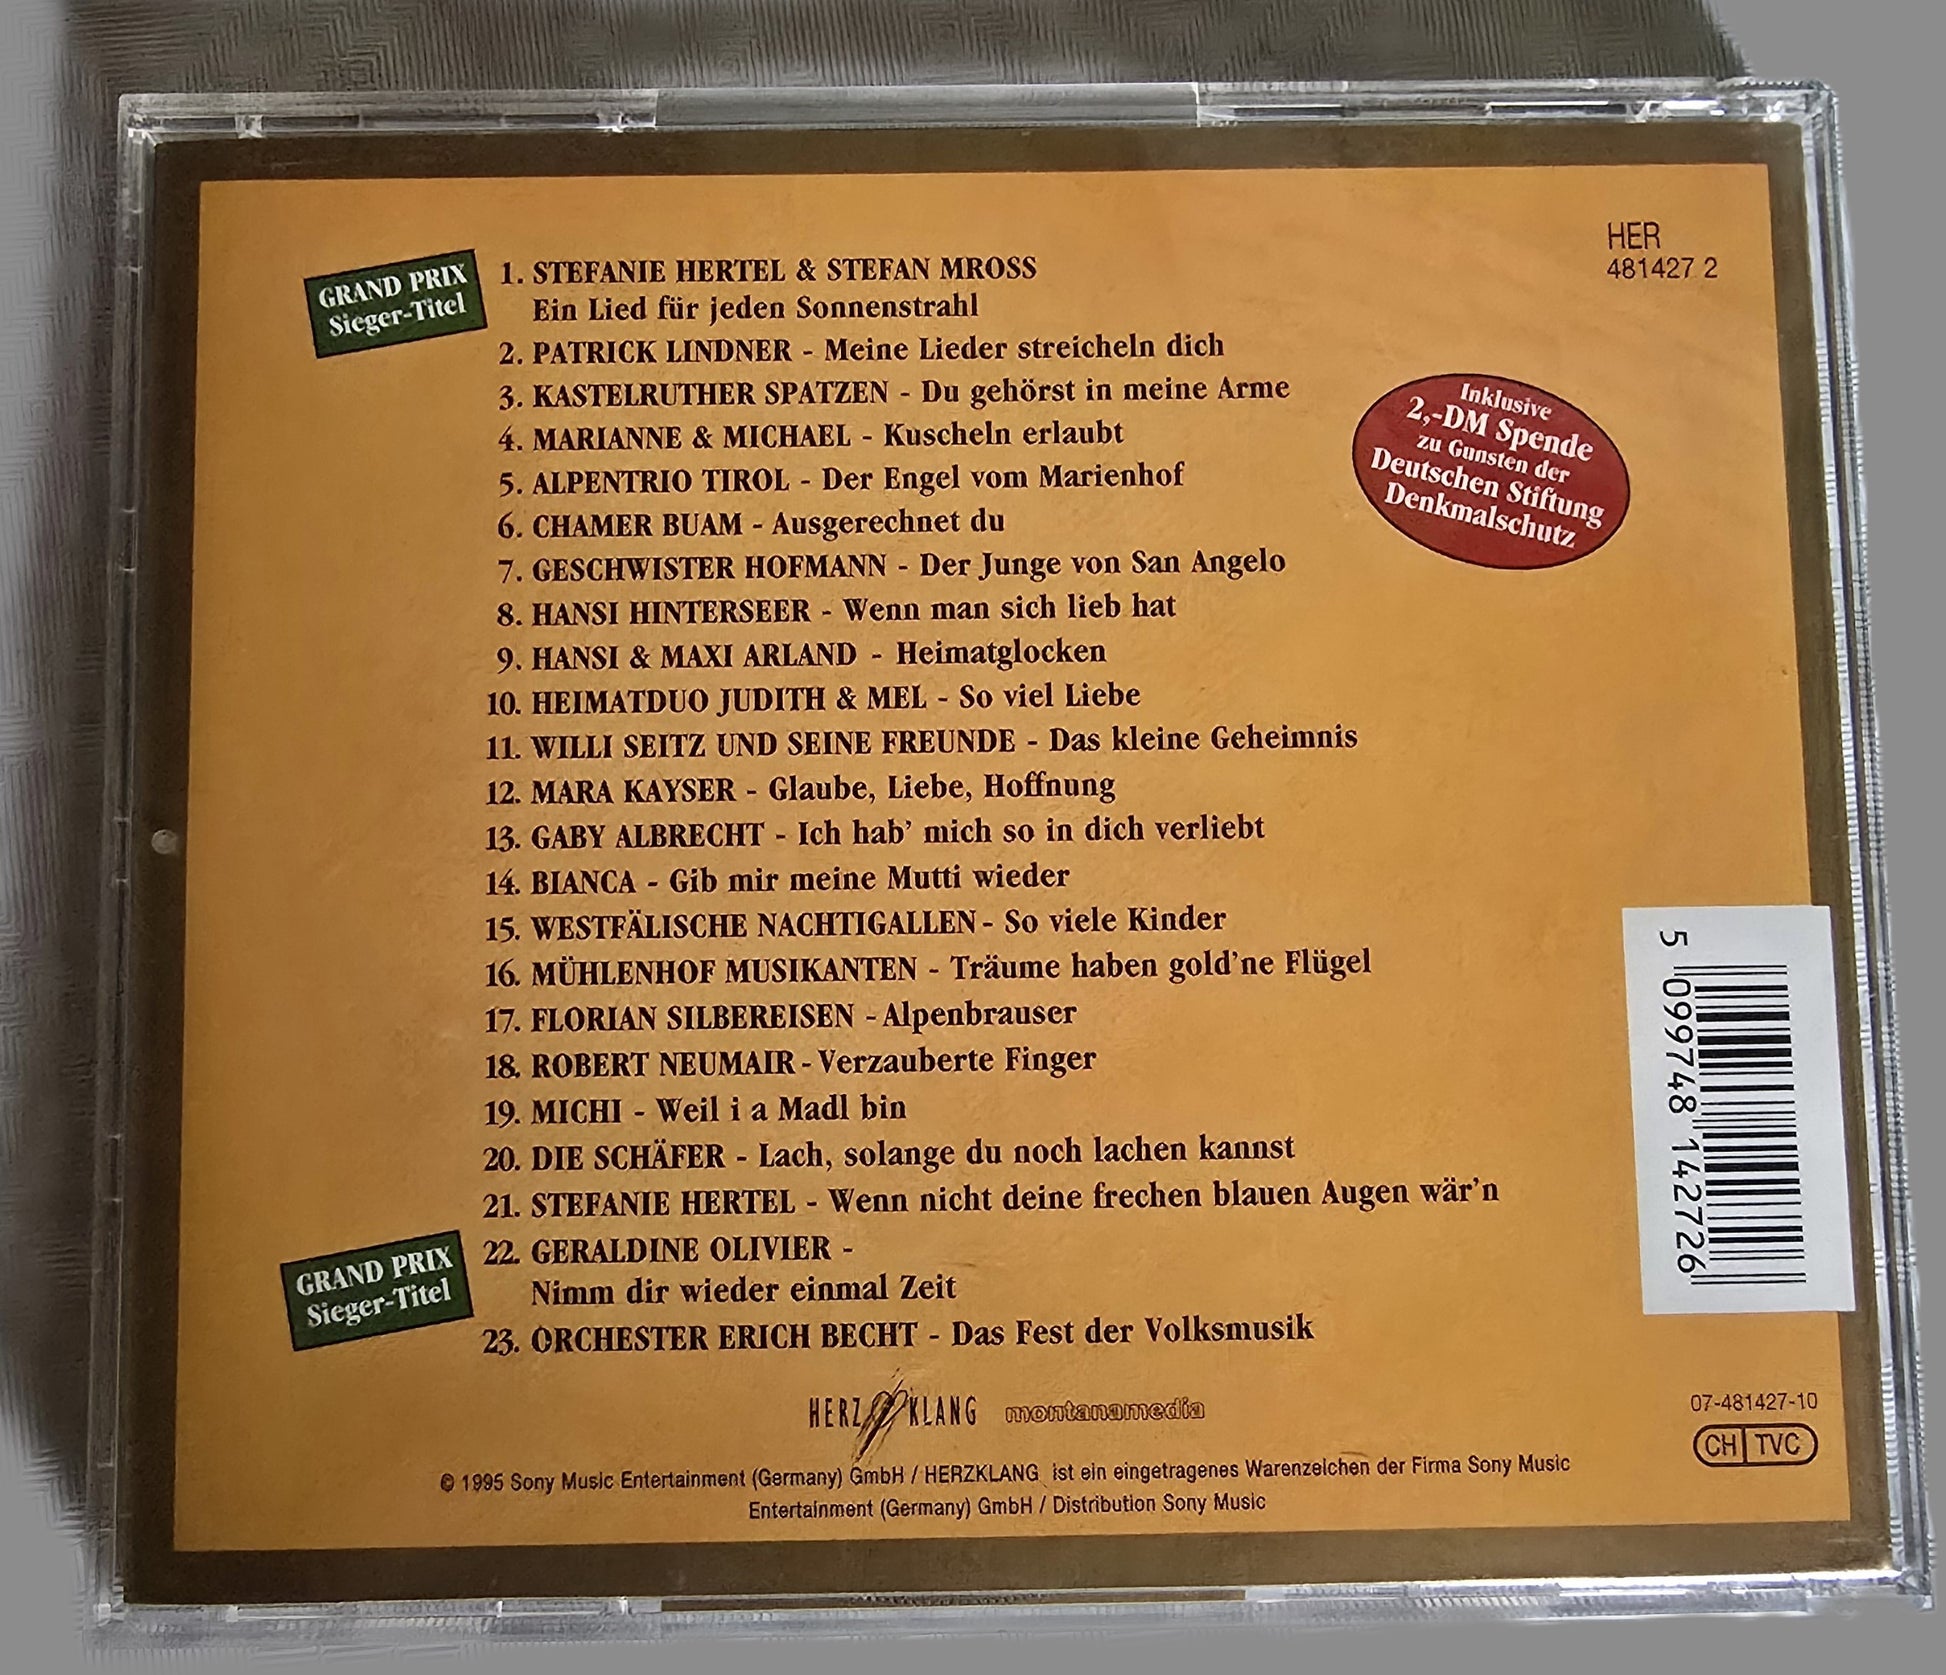 HER
481427 2
GRAND PRIX
Sieger-Titel
1. STEFANIE HERTEL & STEFAN MROSS
Ein Lied für jeden Sonnenstrahl
2. PATRICK LINDNER - Meine Lieder streicheln dich
3. KASTELRUTHER SPATZEN - Du gehörst in meine Arme
4. MARIANNE & MICHAEL - Kuscheln erlaubt
5. ALPENTRIO TIROL - Der Engel vom Marienhof
6. CHAMER BUAM - Ausgerechnet du
7. GESCHWISTER HOFMANN - Der Junge von San Angelo
8. HANSI HINTERSEER - Wenn man sich lieb hat
9. HANSI & MAXI ARLAND - Heimatglocken
10. HEIMATDUO JUDITH & MEL - So viel Liebe
11. WILLI SEITZ UND SEINE FREUNDE - Das kleine Geheimnis
12. MARA KAYSER - Glaube, Liebe, Hoffnung
13. GABY ALBRECHT - Ich hab' mich so in dich verliebt
14. BIANCA - Gib mir meine Mutti wieder
15. WESTFÄLISCHE NACHTIGALLEN - So viele Kinder
16. MÜHLENHOF MUSIKANTEN - Träume haben gold'ne Flügel
17. FLORIAN SILBEREISEN - Alpenbrauser
18. ROBERT NEUMAIR - Verzauberte Finger
19. MICHI - Weil i a Madl bin
20. DIE SCHÄFER - Lach, solange du noch lachen kannst
21. STEFANIE HERTEL - Wenn nicht deine frechen blauen Augen wär'n
GRAND PRIX
Sieger-Titel
22. GERALDINE OLIVIER -
Nimm dir wieder einmal Zeit
23. ORCHESTER ERICH BECHT - Das Fest der Volksmusik
Inklusive
2,-DM Spende
zu Gunsten der
Deutschen Stiftung
Denkmalschutz
5 099748 142726
HERZ KLANG montanamedia
07-481427-10
CH TVC
© 1995 Sony Music Entertainment (Germany) GmbH / HERZKLANG ist ein eingetragenes Warenzeichen der Firma Sony Music
Entertainment (Germany) GmbH / Distribution Sony Music